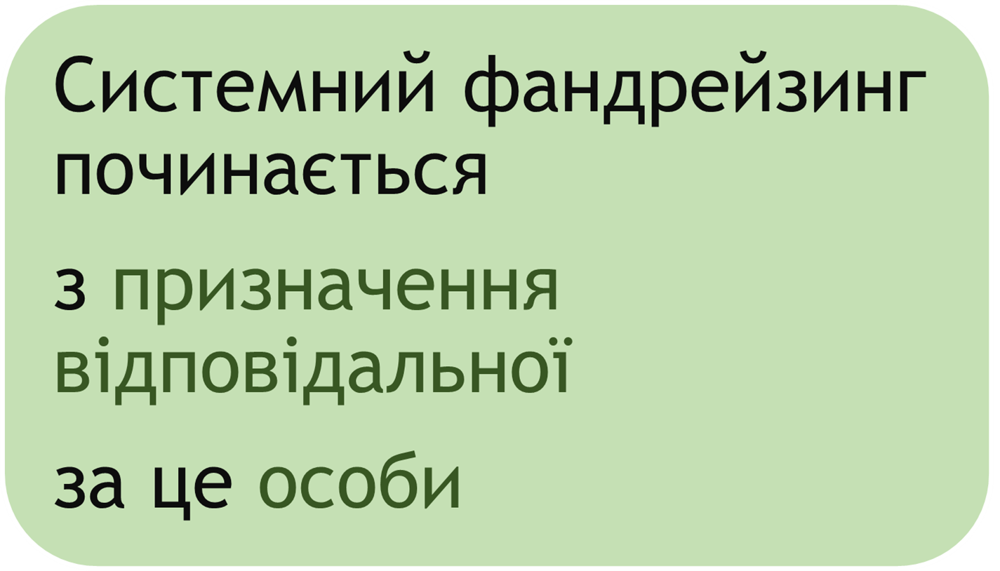 Системний фандрейзинг
починається
з призначення
відповідальної
за це особи